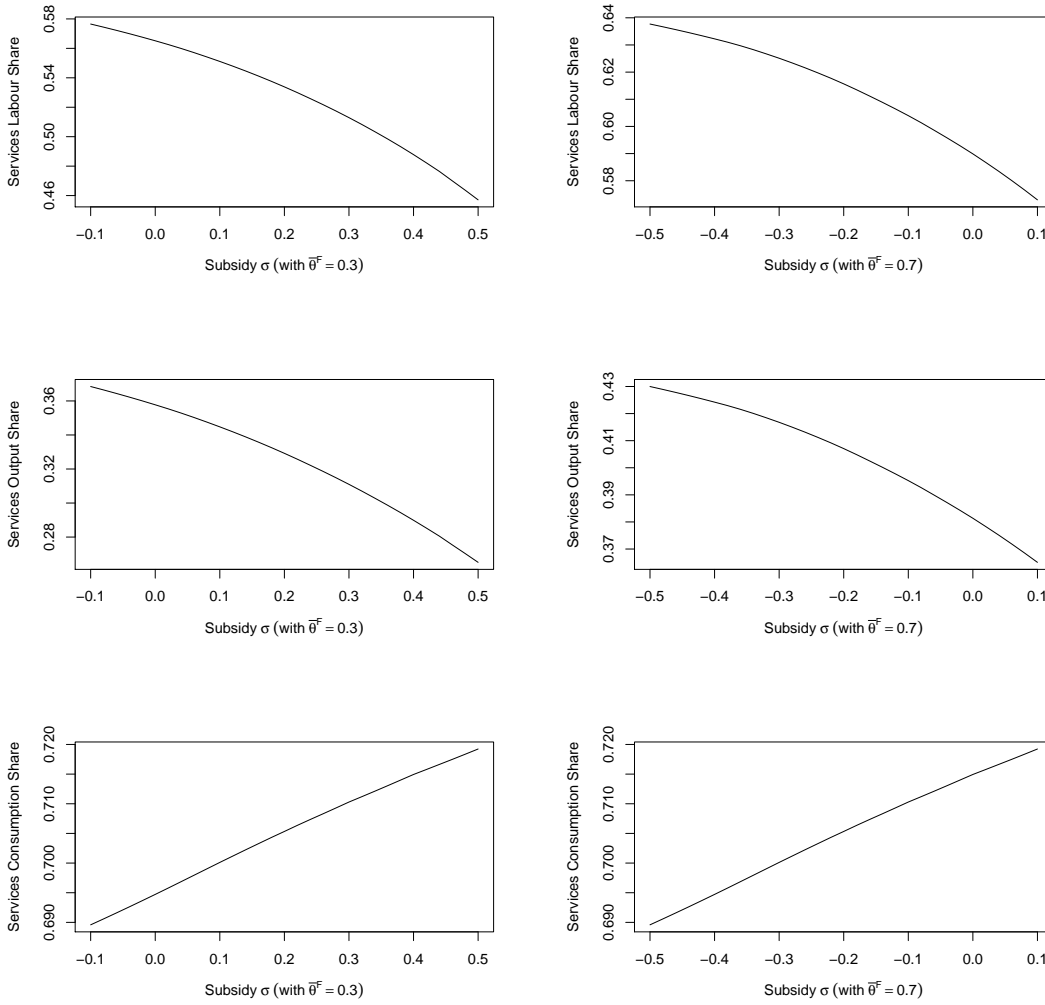 Services Labour Share
0.46 0.50 0.54 0.58
−0.1 0.0 0.1 0.2 0.3 0.4 0.5
Subsidy σ (with θ̅ᶠ = 0.3)
Services Labour Share
0.58 0.60 0.62 0.64
−0.5 −0.4 −0.3 −0.2 −0.1 0.0 0.1
Subsidy σ (with θ̅ᶠ = 0.7)
Services Output Share
0.28 0.32 0.36
−0.1 0.0 0.1 0.2 0.3 0.4 0.5
Subsidy σ (with θ̅ᶠ = 0.3)
Services Output Share
0.37 0.39 0.41 0.43
−0.5 −0.4 −0.3 −0.2 −0.1 0.0 0.1
Subsidy σ (with θ̅ᶠ = 0.7)
Services Consumption Share
0.690 0.700 0.710 0.720
−0.1 0.0 0.1 0.2 0.3 0.4 0.5
Subsidy σ (with θ̅ᶠ = 0.3)
Services Consumption Share
0.690 0.700 0.710 0.720
−0.5 −0.4 −0.3 −0.2 −0.1 0.0 0.1
Subsidy σ (with θ̅ᶠ = 0.7)